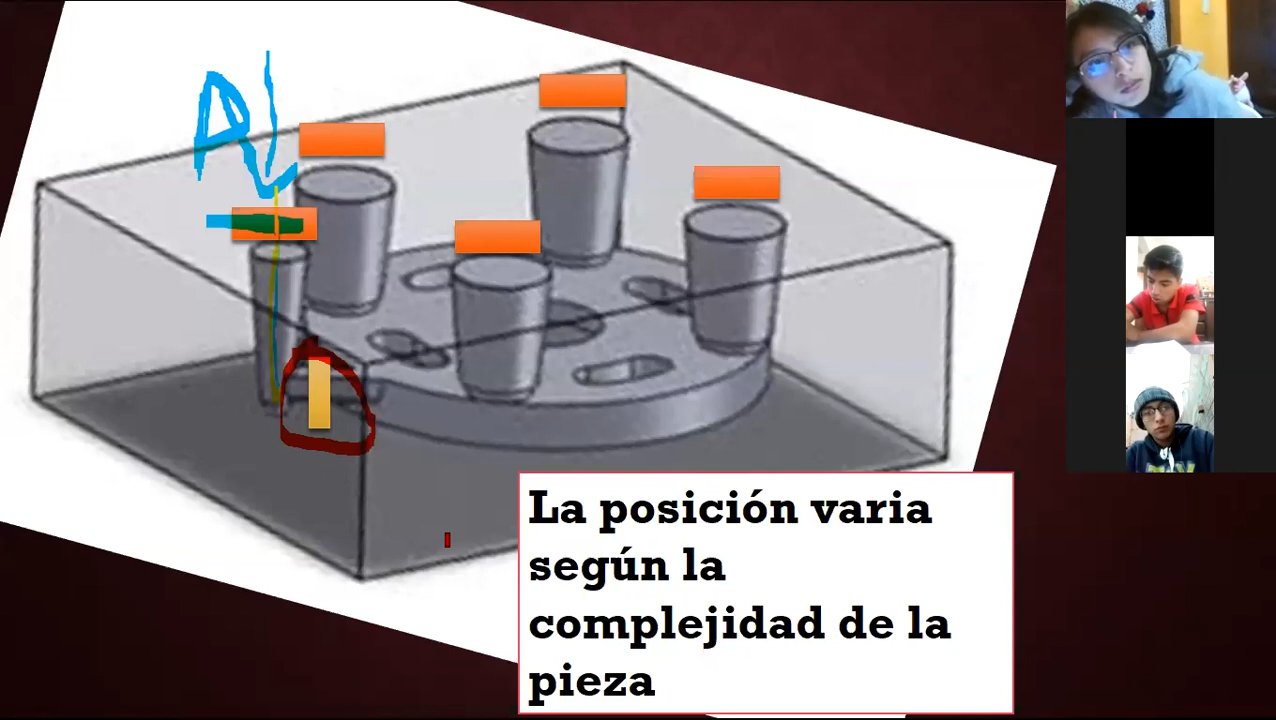 La posición varia
según la
complejidad de la
pieza